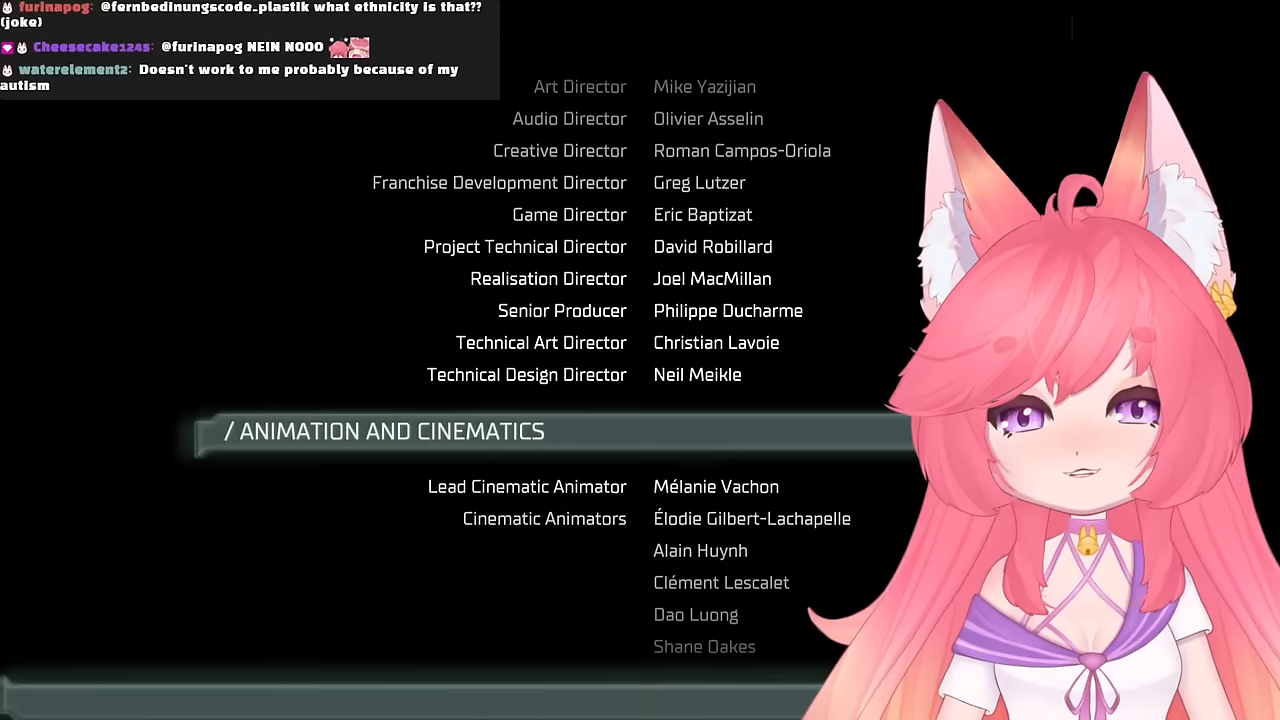 furinapog: @fernbedinungscode_plastik what ethnicity is that??
(joke)
Cheesecake1245: @furinapog NEIN NOOO
waterelement2: Doesn't work to me probably because of my
autism
Art Director Mike Yazijian
Audio Director Olivier Asselin
Creative Director Roman Campos-Oriola
Franchise Development Director Greg Lutzer
Game Director Eric Baptizat
Project Technical Director David Robillard
Realisation Director Joel MacMillan
Senior Producer Philippe Ducharme
Technical Art Director Christian Lavoie
Technical Design Director Neil Meikle
/ ANIMATION AND CINEMATICS
Lead Cinematic Animator Mélanie Vachon
Cinematic Animators Élodie Gilbert-Lachapelle
Alain Huynh
Clément Lescalet
Dao Luong
Shane Oakes